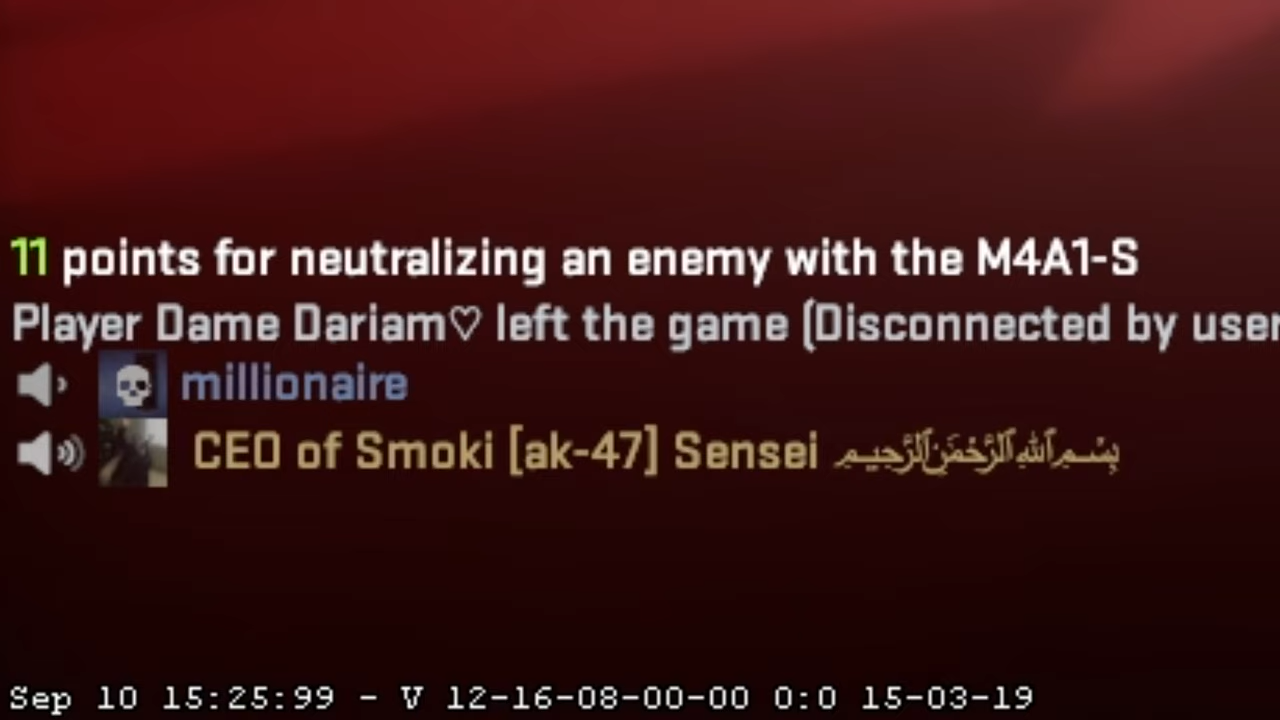 11 points for neutralizing an enemy with the M4A1-S
Player Dame Dariam♡ left the game (Disconnected by user
millionaire
CEO of Smoki [ak-47] Sensei بِسْمِ ٱللَّهِ ٱلرَّحْمَٰنِ ٱلرَّحِيمِ
Sep 10 15:25:99 - V 12-16-08-00-00 0:0 15-03-19